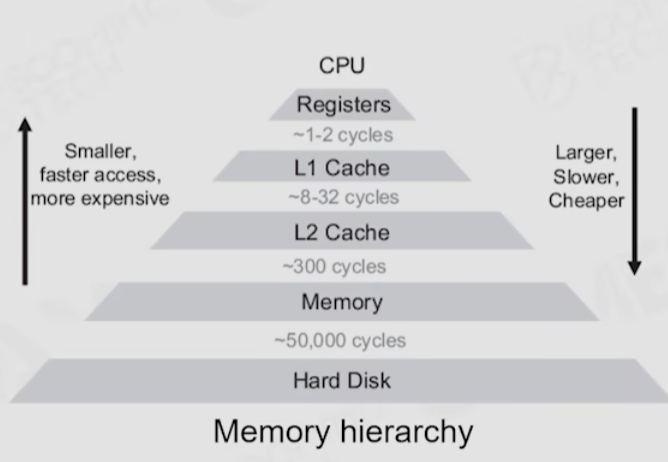 CPU
Registers
~1-2 cycles
Smaller,
faster access,
more expensive
L1 Cache
~8-32 cycles
Larger,
Slower,
Cheaper
L2 Cache
~300 cycles
Memory
~50,000 cycles
Hard Disk
Memory hierarchy